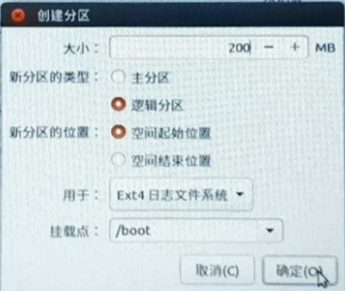 创建分区
大小： 200 － ＋ MB
新分区的类型： 主分区
逻辑分区
新分区的位置： 空间起始位置
空间结束位置
用于： Ext4 日志文件系统
挂载点： /boot
取消(C) 确定(O)